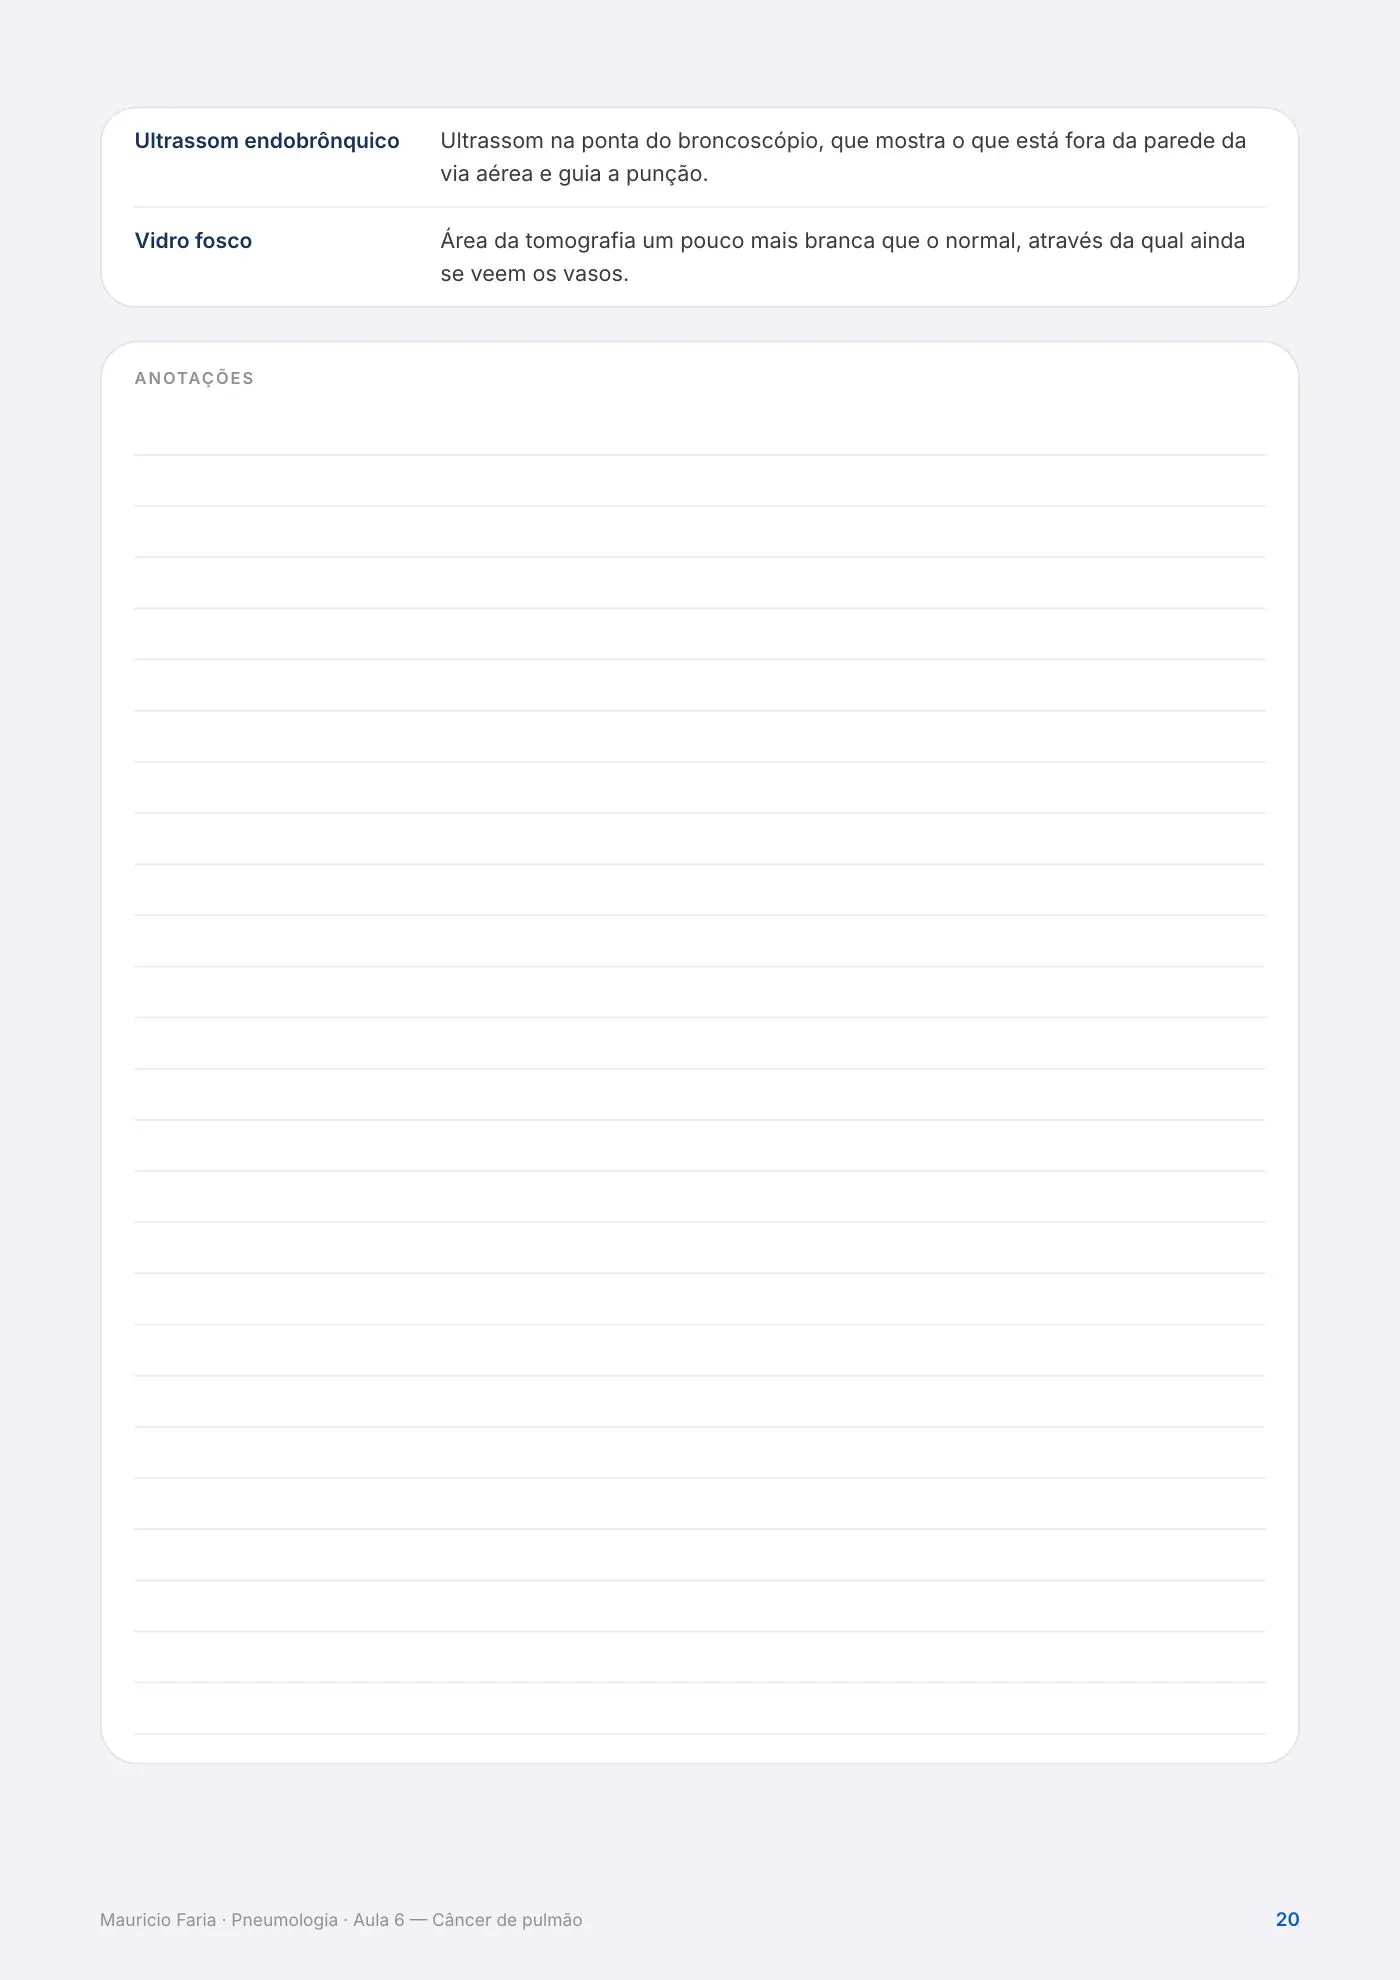 Ultrassom endobrônquico
Ultrassom na ponta do broncoscópio, que mostra o que está fora da parede da
via aérea e guia a punção.
Vidro fosco
Área da tomografia um pouco mais branca que o normal, através da qual ainda
se veem os vasos.
ANOTAÇÕES
Mauricio Faria · Pneumologia · Aula 6 — Câncer de pulmão
20